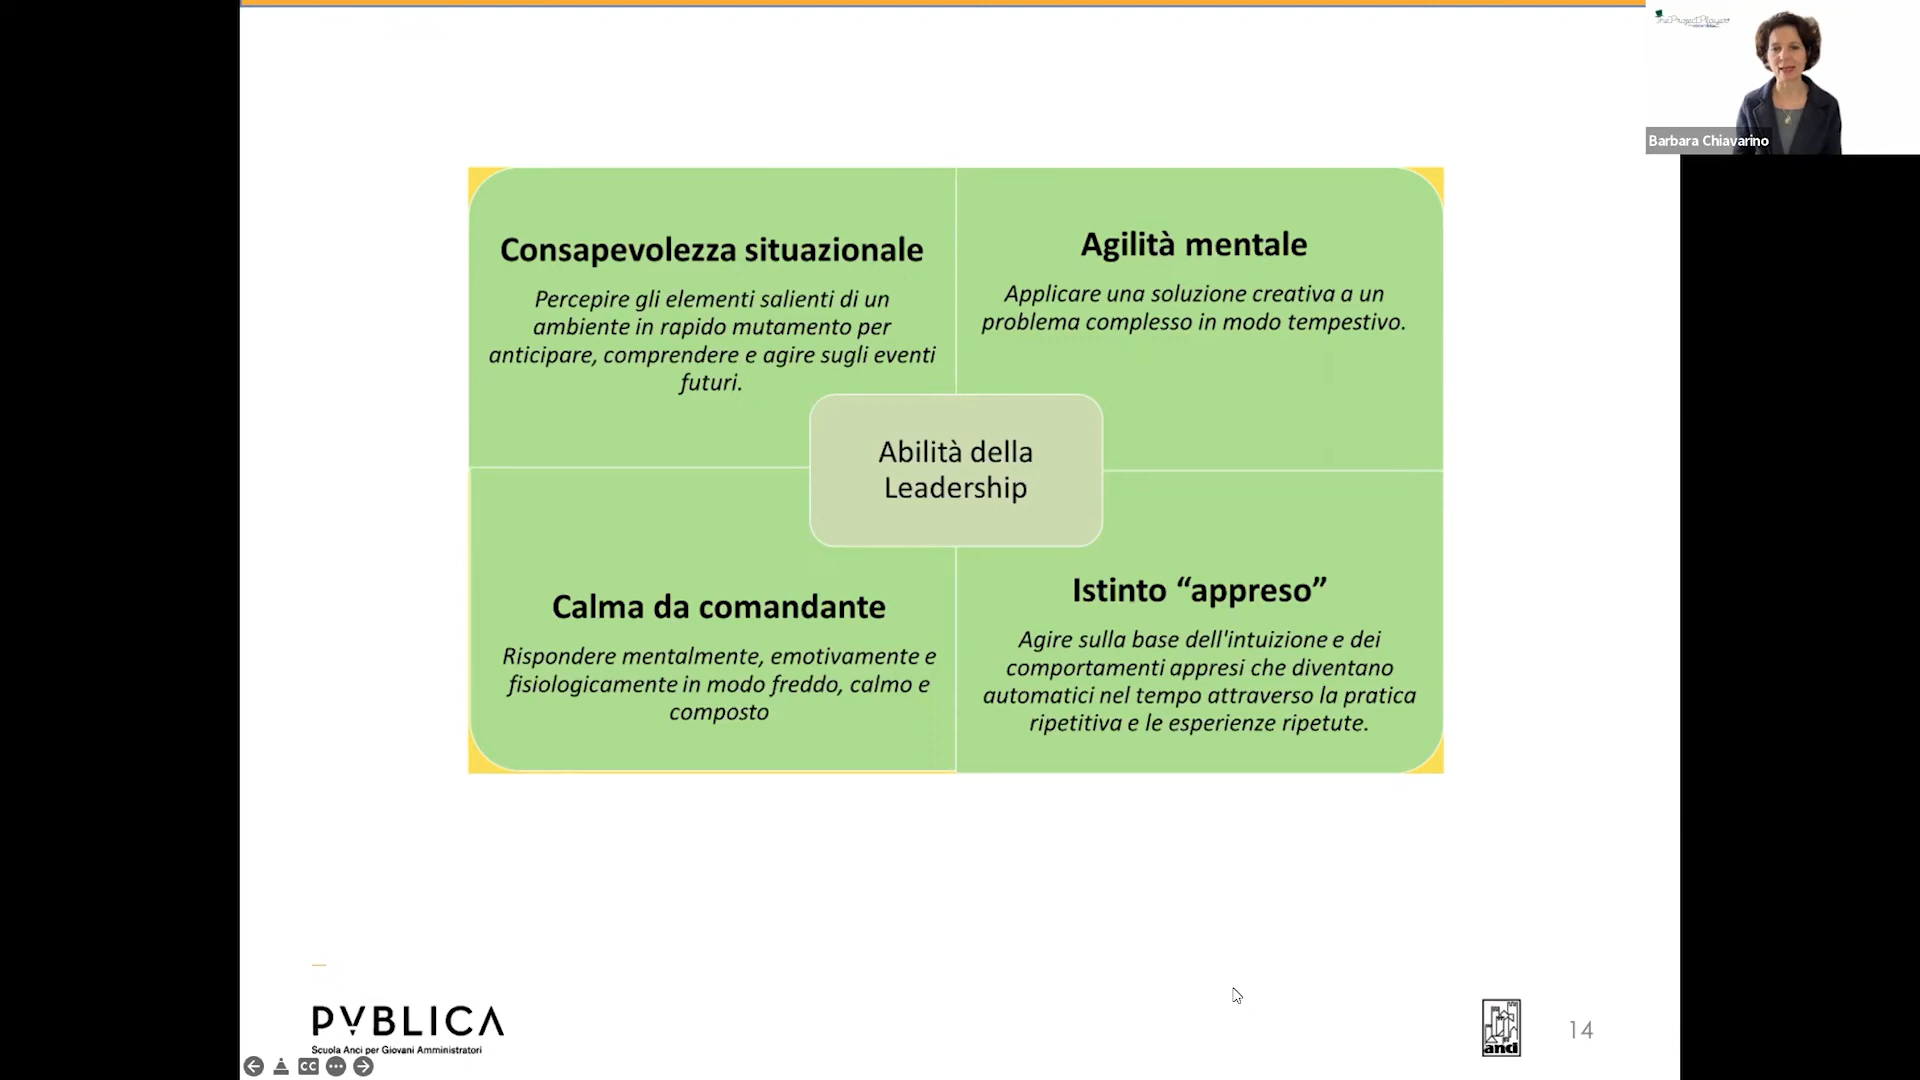 TheProjectPlayer
Barbara Chiavarino
Consapevolezza situazionale
Percepire gli elementi salienti di un
ambiente in rapido mutamento per
anticipare, comprendere e agire sugli eventi
futuri.
Agilità mentale
Applicare una soluzione creativa a un
problema complesso in modo tempestivo.
Abilità della
Leadership
Calma da comandante
Rispondere mentalmente, emotivamente e
fisiologicamente in modo freddo, calmo e
composto
Istinto “appreso”
Agire sulla base dell'intuizione e dei
comportamenti appresi che diventano
automatici nel tempo attraverso la pratica
ripetitiva e le esperienze ripetute.
PVBLICA
Scuola Anci per Giovani Amministratori
CC
anci
14